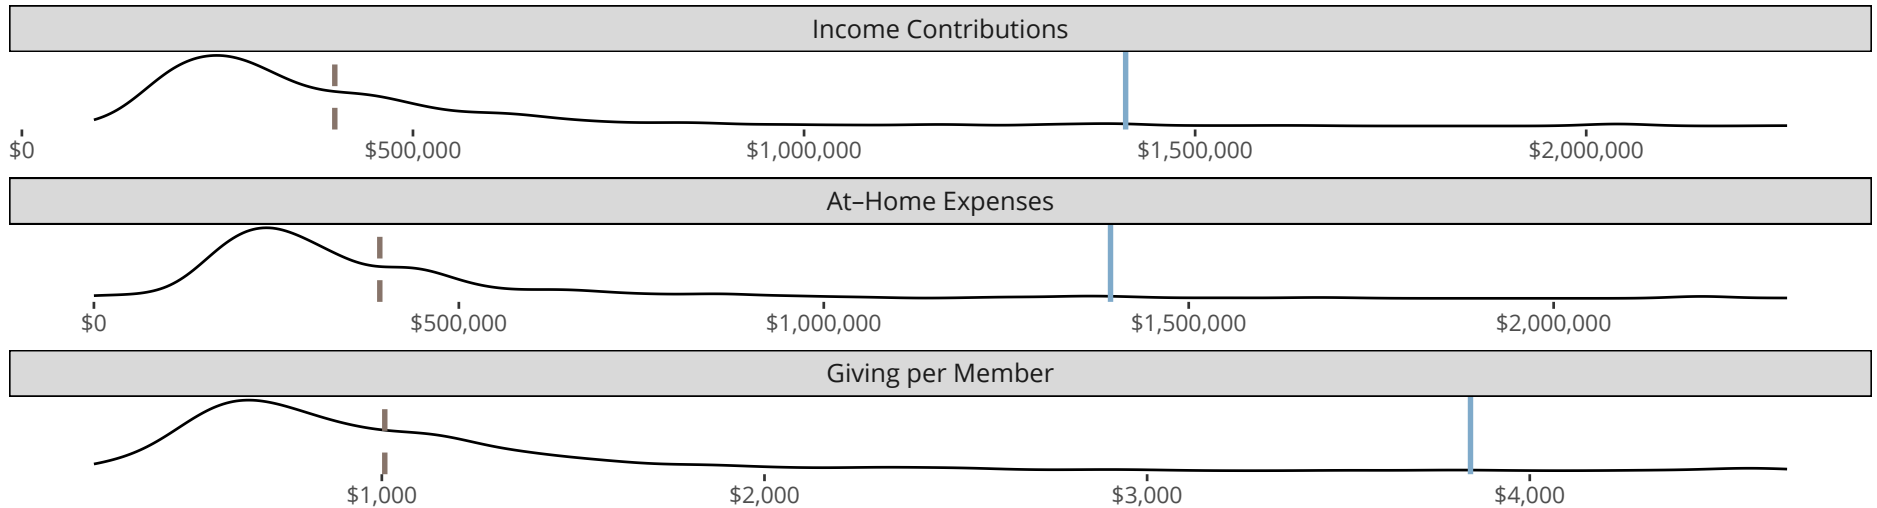 Income Contributions
$0 $500,000 $1,000,000 $1,500,000 $2,000,000
At–Home Expenses
$0 $500,000 $1,000,000 $1,500,000 $2,000,000
Giving per Member
$1,000 $2,000 $3,000 $4,000